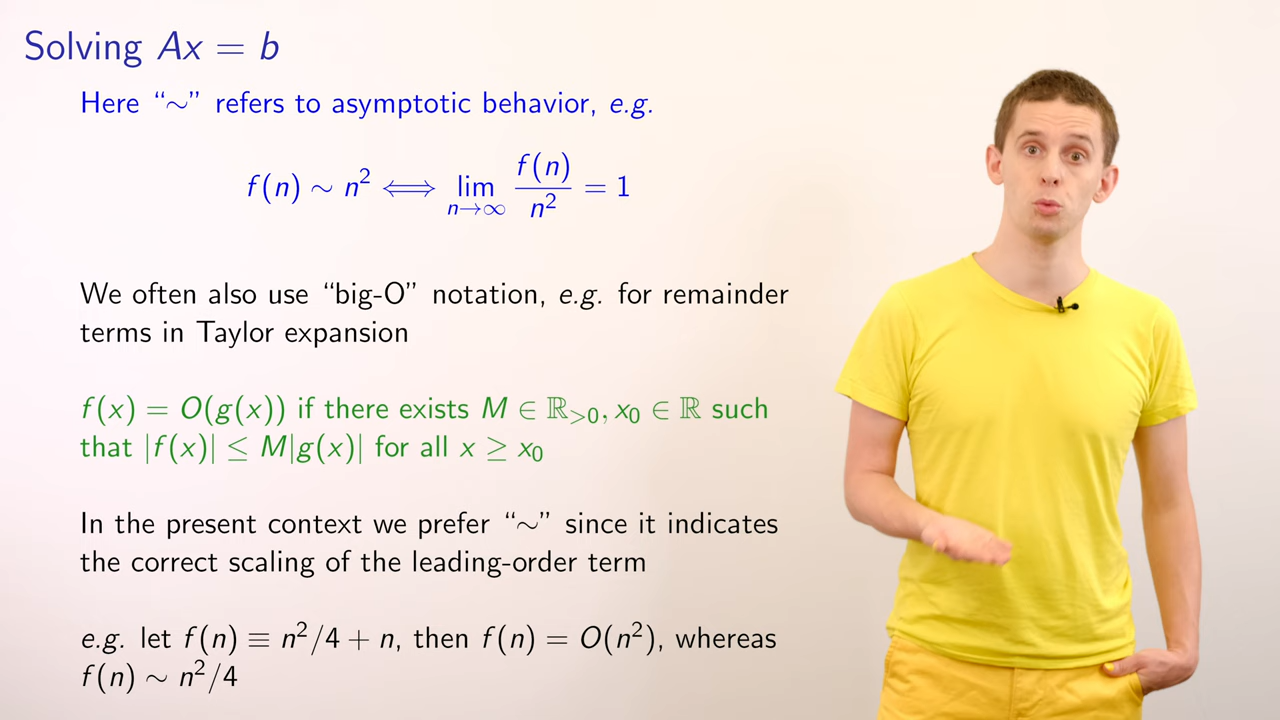 Solving Ax = b
Here “∼” refers to asymptotic behavior, e.g.
f(n) ∼ n² ⟺ lim n→∞ f(n)/n² = 1
We often also use “big-O” notation, e.g. for remainder
terms in Taylor expansion
f(x) = O(g(x)) if there exists M ∈ ℝ>0, x₀ ∈ ℝ such
that |f(x)| ≤ M|g(x)| for all x ≥ x₀
In the present context we prefer “∼” since it indicates
the correct scaling of the leading-order term
e.g. let f(n) ≡ n²/4 + n, then f(n) = O(n²), whereas
f(n) ∼ n²/4